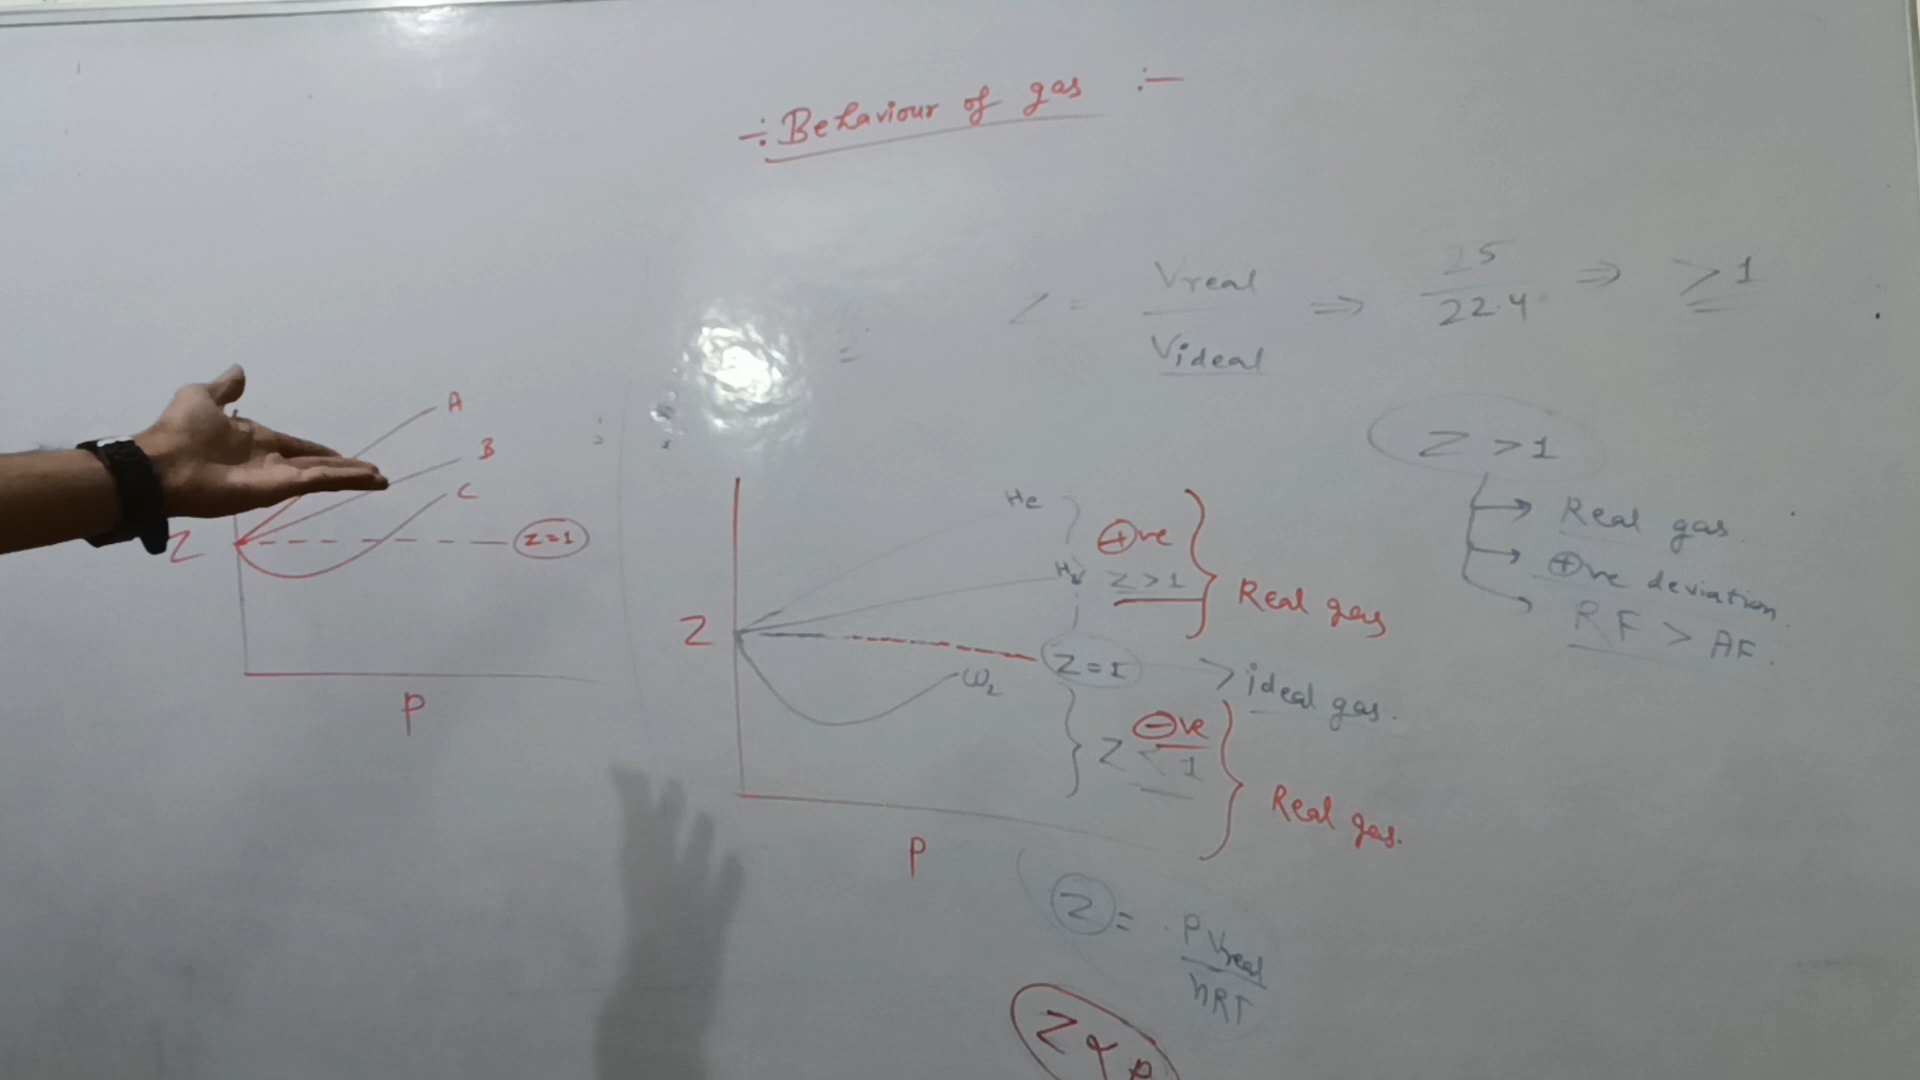 ÷ Behaviour of gas :-
Z = Vreal / Videal ⇒ 25 / 22.4 ⇒ > 1
A
B
C
Z
Z=1
P
He
H2
⊕ve
Z > 1
Real gas
Z
Z = 1
> ideal gas.
CO2
⊖ve
Z < 1
Real gas.
P
Z > 1
→ Real gas
→ ⊕ve deviation
→ RF > AF.
Z = PVreal / nRT
Z ∝ P